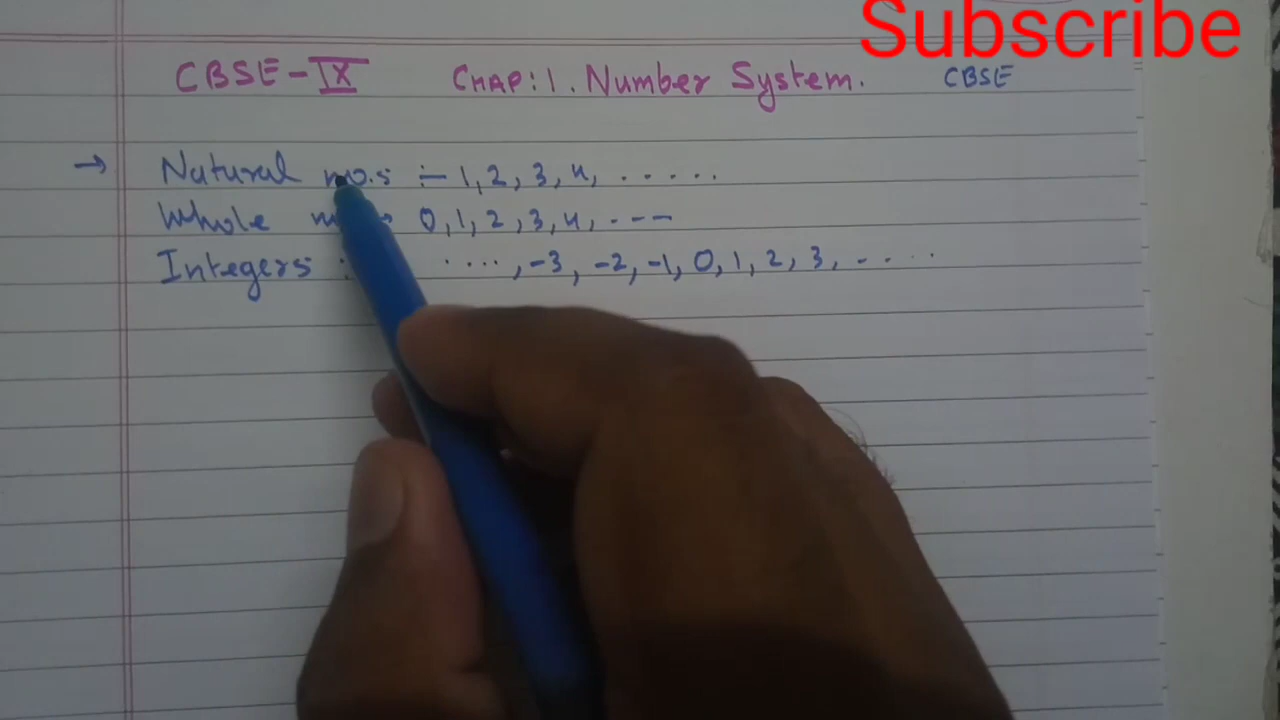 Subscribe
CBSE-IX CHAP:1. Number System. CBSE
→ Natural no.s :- 1, 2, 3, 4, . . . . .
Whole 0, 1, 2, 3, 4, . - - -
Integers : . . . . , -3, -2, -1, 0, 1, 2, 3, . . . .